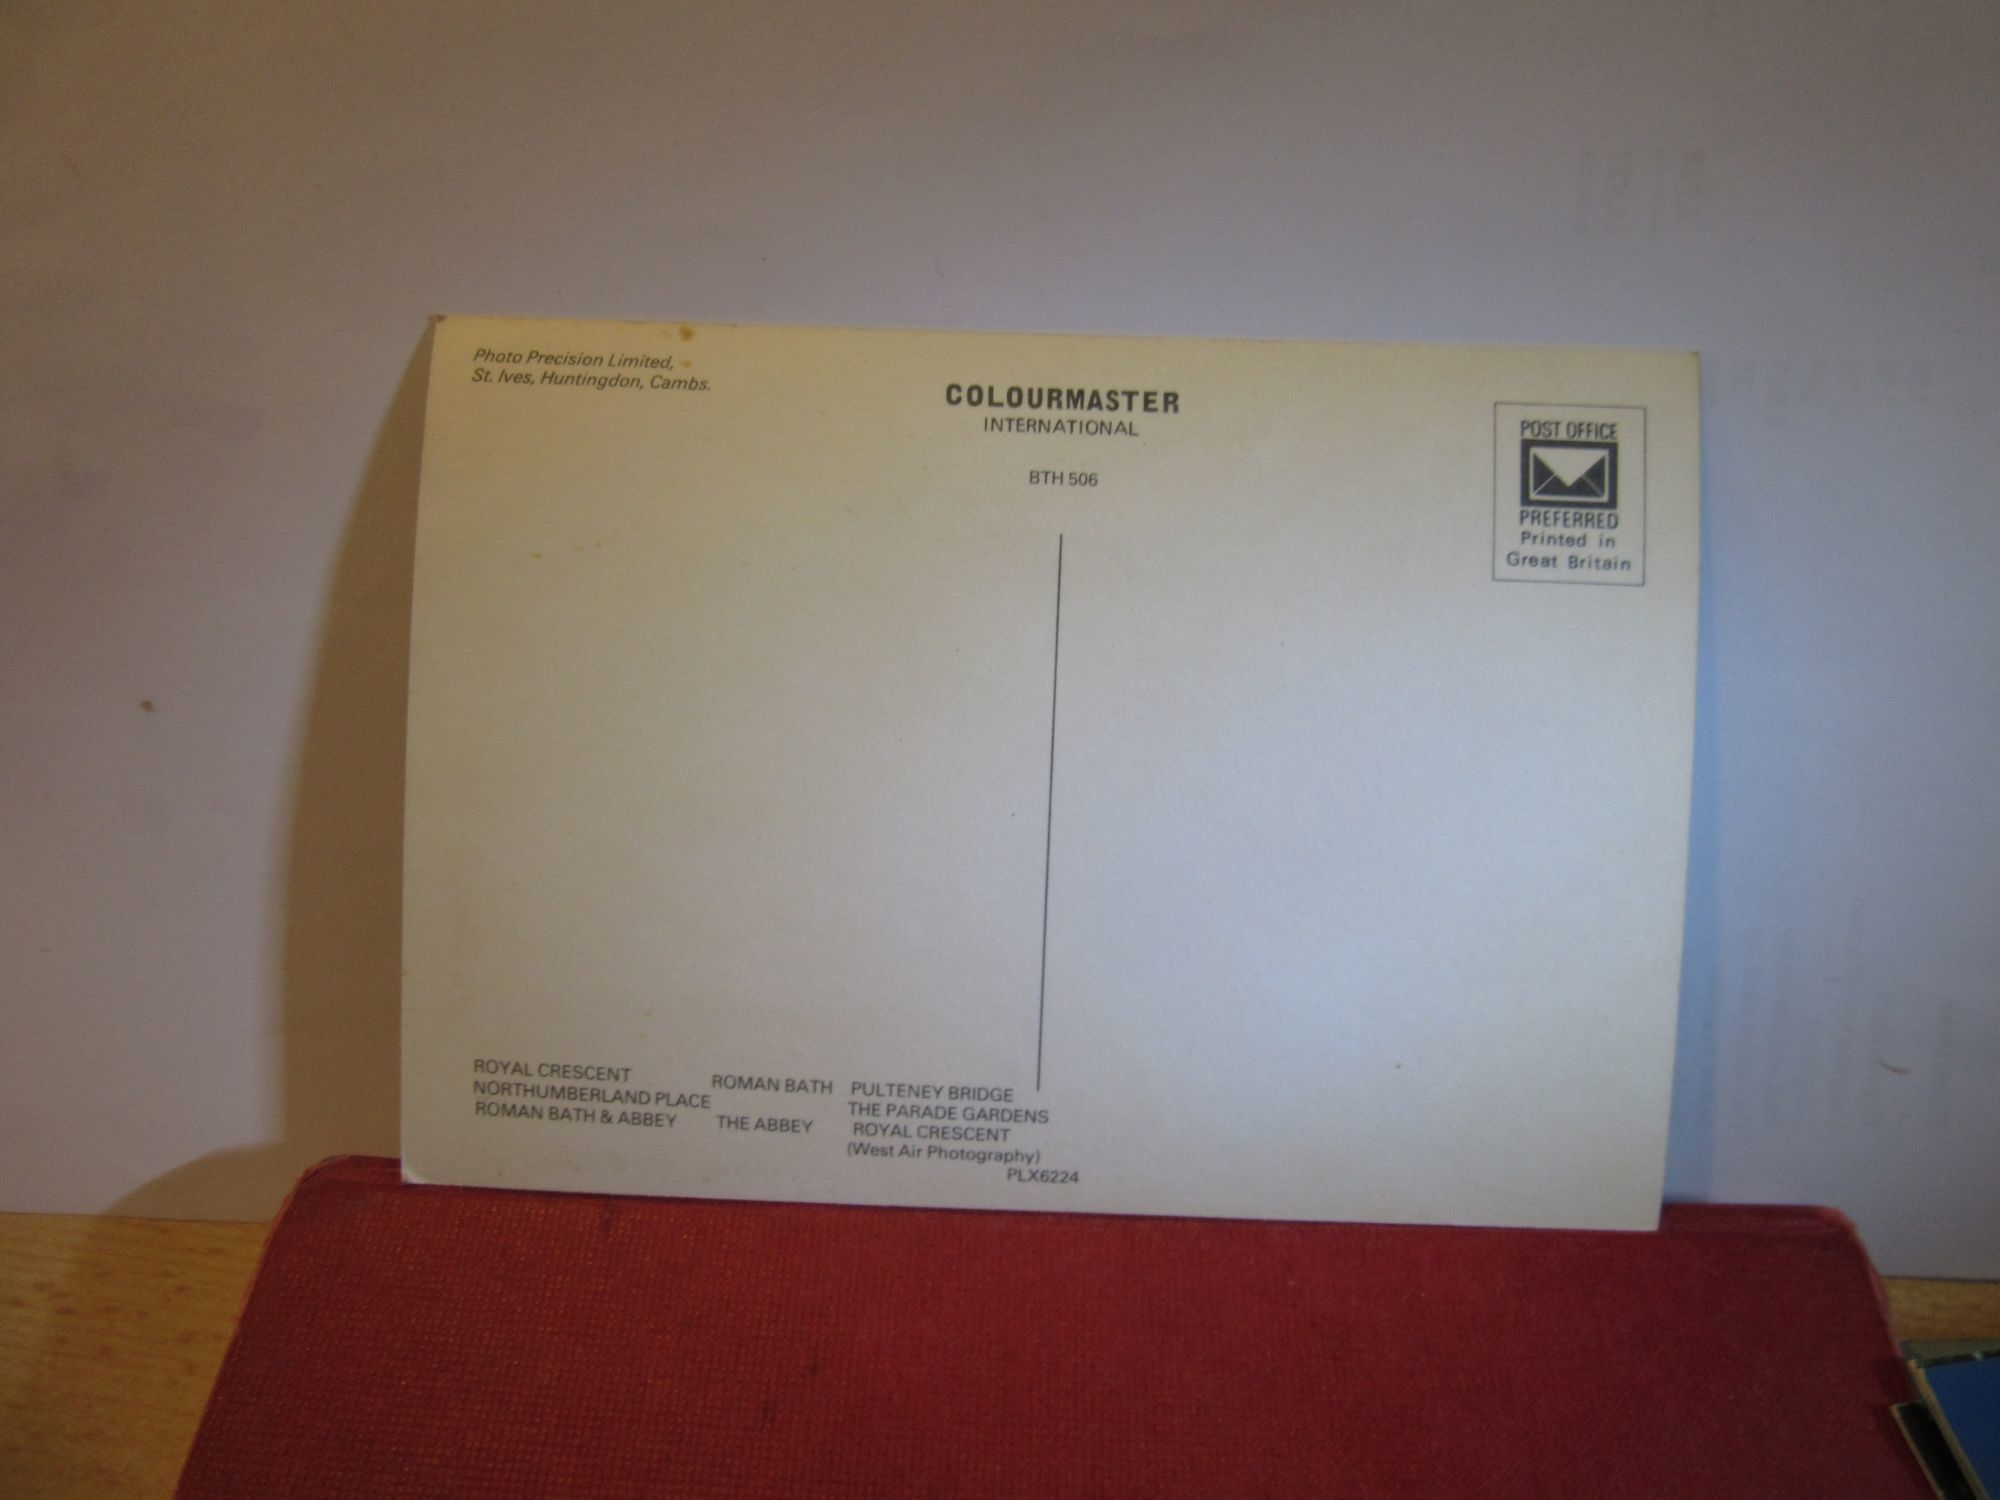 Photo Precision Limited,
St. Ives, Huntingdon, Cambs.
COLOURMASTER
INTERNATIONAL
BTH 506
POST OFFICE
PREFERRED
Printed in
Great Britain
ROYAL CRESCENT
NORTHUMBERLAND PLACE
ROMAN BATH & ABBEY
ROMAN BATH
THE ABBEY
PULTENEY BRIDGE
THE PARADE GARDENS
ROYAL CRESCENT
(West Air Photography)
PLX6224